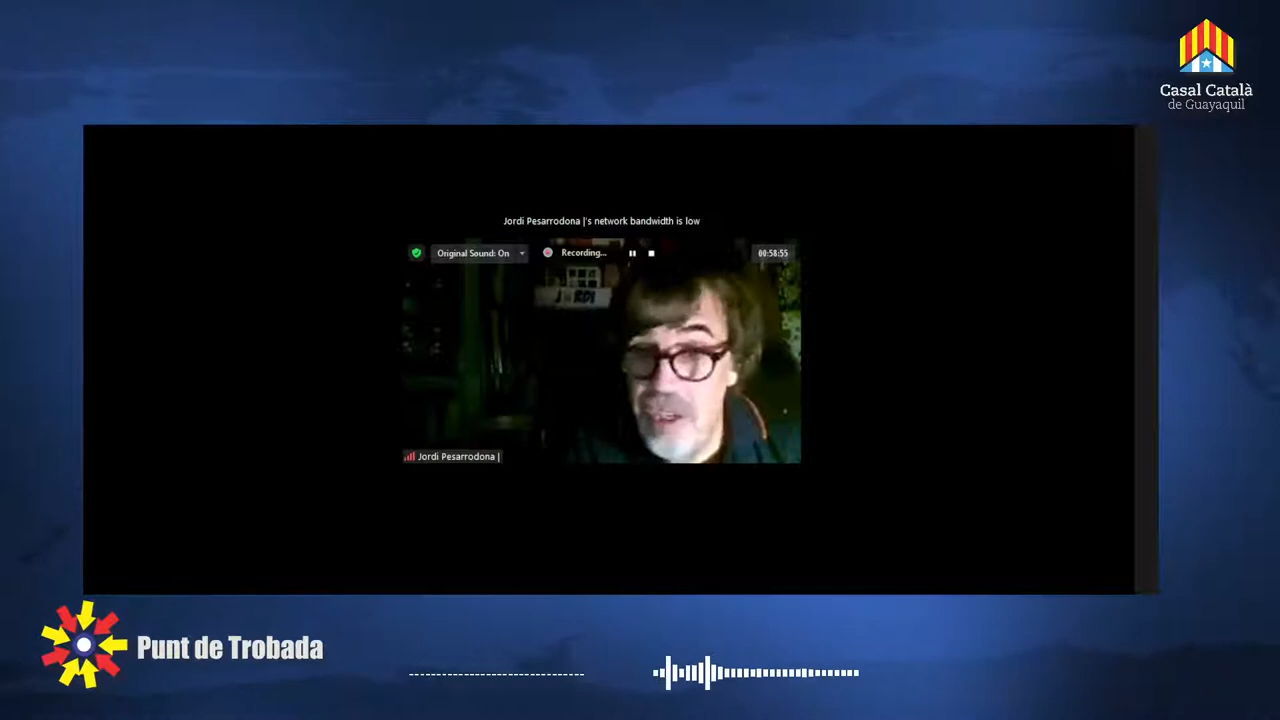 Casal Català
de Guayaquil
Jordi Pesarrodona |'s network bandwidth is low
Original Sound: On
Recording...
00:58:55
JORDI
Jordi Pesarrodona |
Punt de Trobada